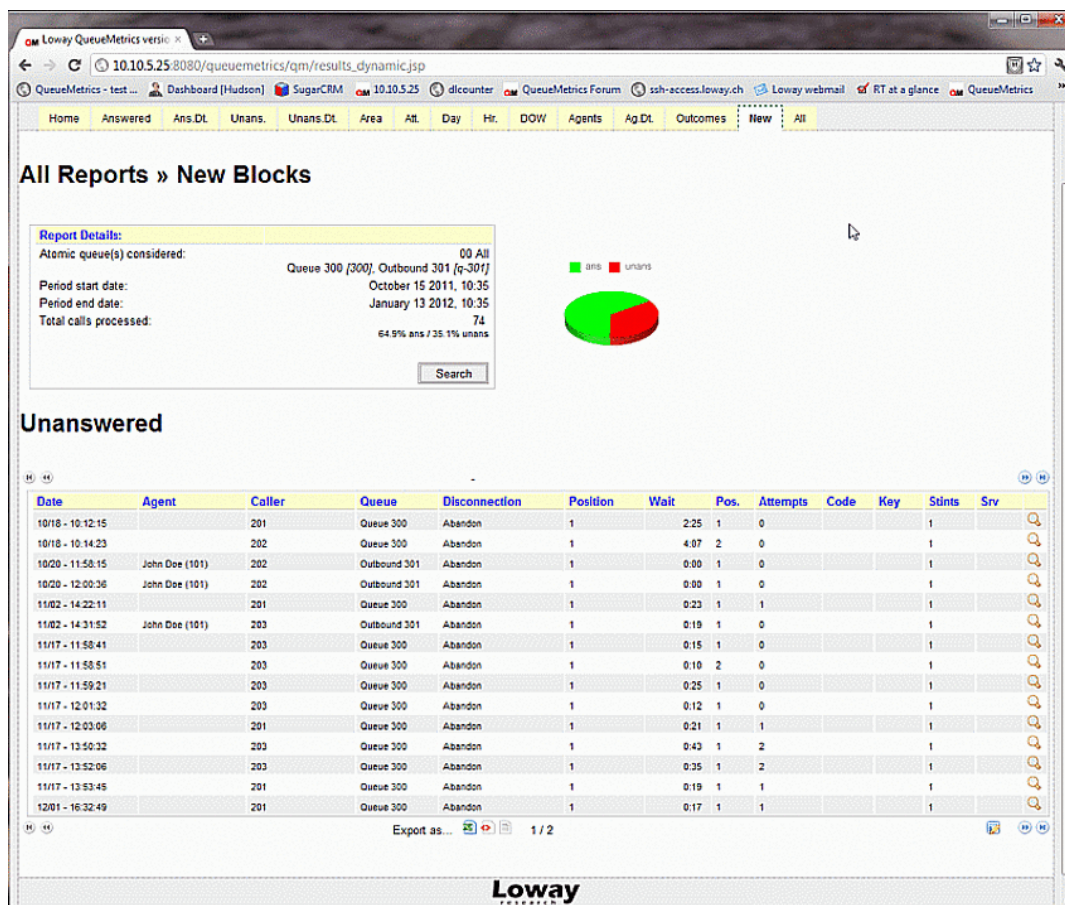 QM Loway QueueMetrics versio ×
10.10.5.25:8080/queuemetrics/qm/results_dynamic.jsp
QueueMetrics - test ... Dashboard [Hudson] SugarCRM QM 10.10.5.25 dlcounter QM QueueMetrics Forum ssh-access.loway.ch Loway webmail RT at a glance QM QueueMetrics »
Home Answered Ans.Dt. Unans. Unans.Dt. Area Att. Day Hr. DOW Agents Ag.Dt. Outcomes New All
All Reports » New Blocks
Report Details:
Atomic queue(s) considered: 00 All
Queue 300 [300], Outbound 301 [q-301]
Period start date: October 15 2011, 10:35
Period end date: January 13 2012, 10:35
Total calls processed: 74
64.9% ans / 35.1% unans
Search
ans unans
Unanswered
-
Date Agent Caller Queue Disconnection Position Wait Pos. Attempts Code Key Stints Srv
10/18 - 10:12:15 201 Queue 300 Abandon 1 2:25 1 0 1
10/18 - 10:14:23 202 Queue 300 Abandon 1 4:07 2 0 1
10/20 - 11:58:15 John Doe (101) 202 Outbound 301 Abandon 1 0:00 1 0 1
10/20 - 12:00:36 John Doe (101) 202 Outbound 301 Abandon 1 0:00 1 0 1
11/02 - 14:22:11 201 Queue 300 Abandon 1 0:23 1 1 1
11/02 - 14:31:52 John Doe (101) 203 Outbound 301 Abandon 1 0:19 1 0 1
11/17 - 11:58:41 203 Queue 300 Abandon 1 0:15 1 0 1
11/17 - 11:58:51 203 Queue 300 Abandon 1 0:10 2 0 1
11/17 - 11:59:21 203 Queue 300 Abandon 1 0:25 1 0 1
11/17 - 12:01:32 203 Queue 300 Abandon 1 0:12 1 0 1
11/17 - 12:03:06 201 Queue 300 Abandon 1 0:21 1 1 1
11/17 - 13:50:32 203 Queue 300 Abandon 1 0:43 1 2 1
11/17 - 13:52:06 203 Queue 300 Abandon 1 0:35 1 2 1
11/17 - 13:53:45 201 Queue 300 Abandon 1 0:19 1 1 1
12/01 - 16:32:49 201 Queue 300 Abandon 1 0:17 1 1 1
Export as... 1 / 2
Loway
research